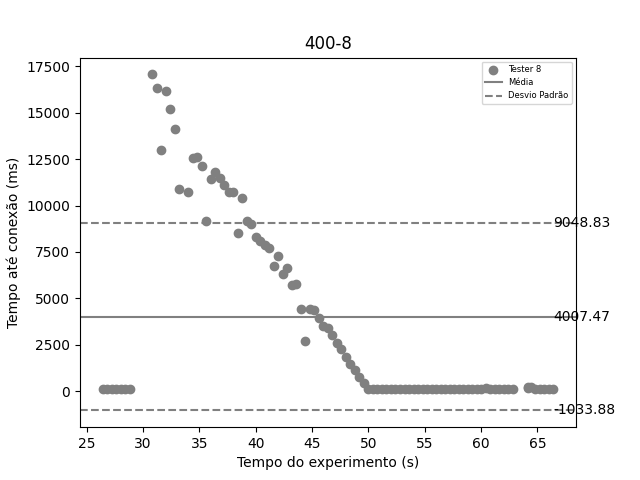 400-8
Tempo até conexão (ms)
17500
15000
12500
10000
7500
5000
2500
0
Tester 8
Média
Desvio Padrão
9048.83
4007.47
-1033.88
25 30 35 40 45 50 55 60 65
Tempo do experimento (s)